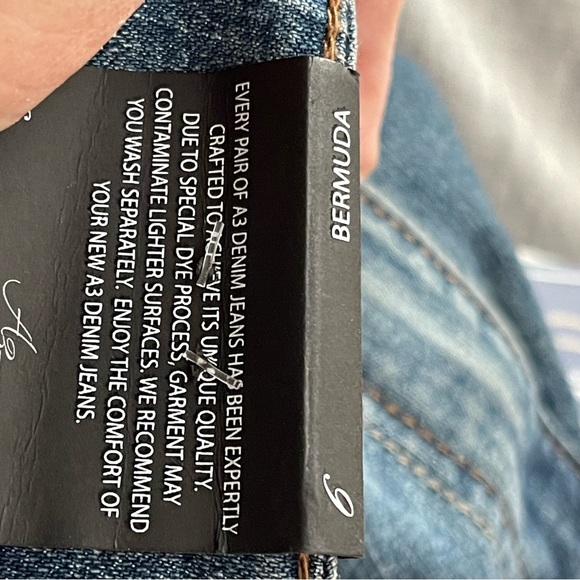 BERMUDA
9
EVERY PAIR OF A3 DENIM JEANS HAS BEEN EXPERTLY
CRAFTED TO ACHIEVE ITS UNIQUE QUALITY.
DUE TO SPECIAL DYE PROCESS, GARMENT MAY
CONTAMINATE LIGHTER SURFACES. WE RECOMMEND
YOU WASH SEPARATELY. ENJOY THE COMFORT OF
YOUR NEW A3 DENIM JEANS.